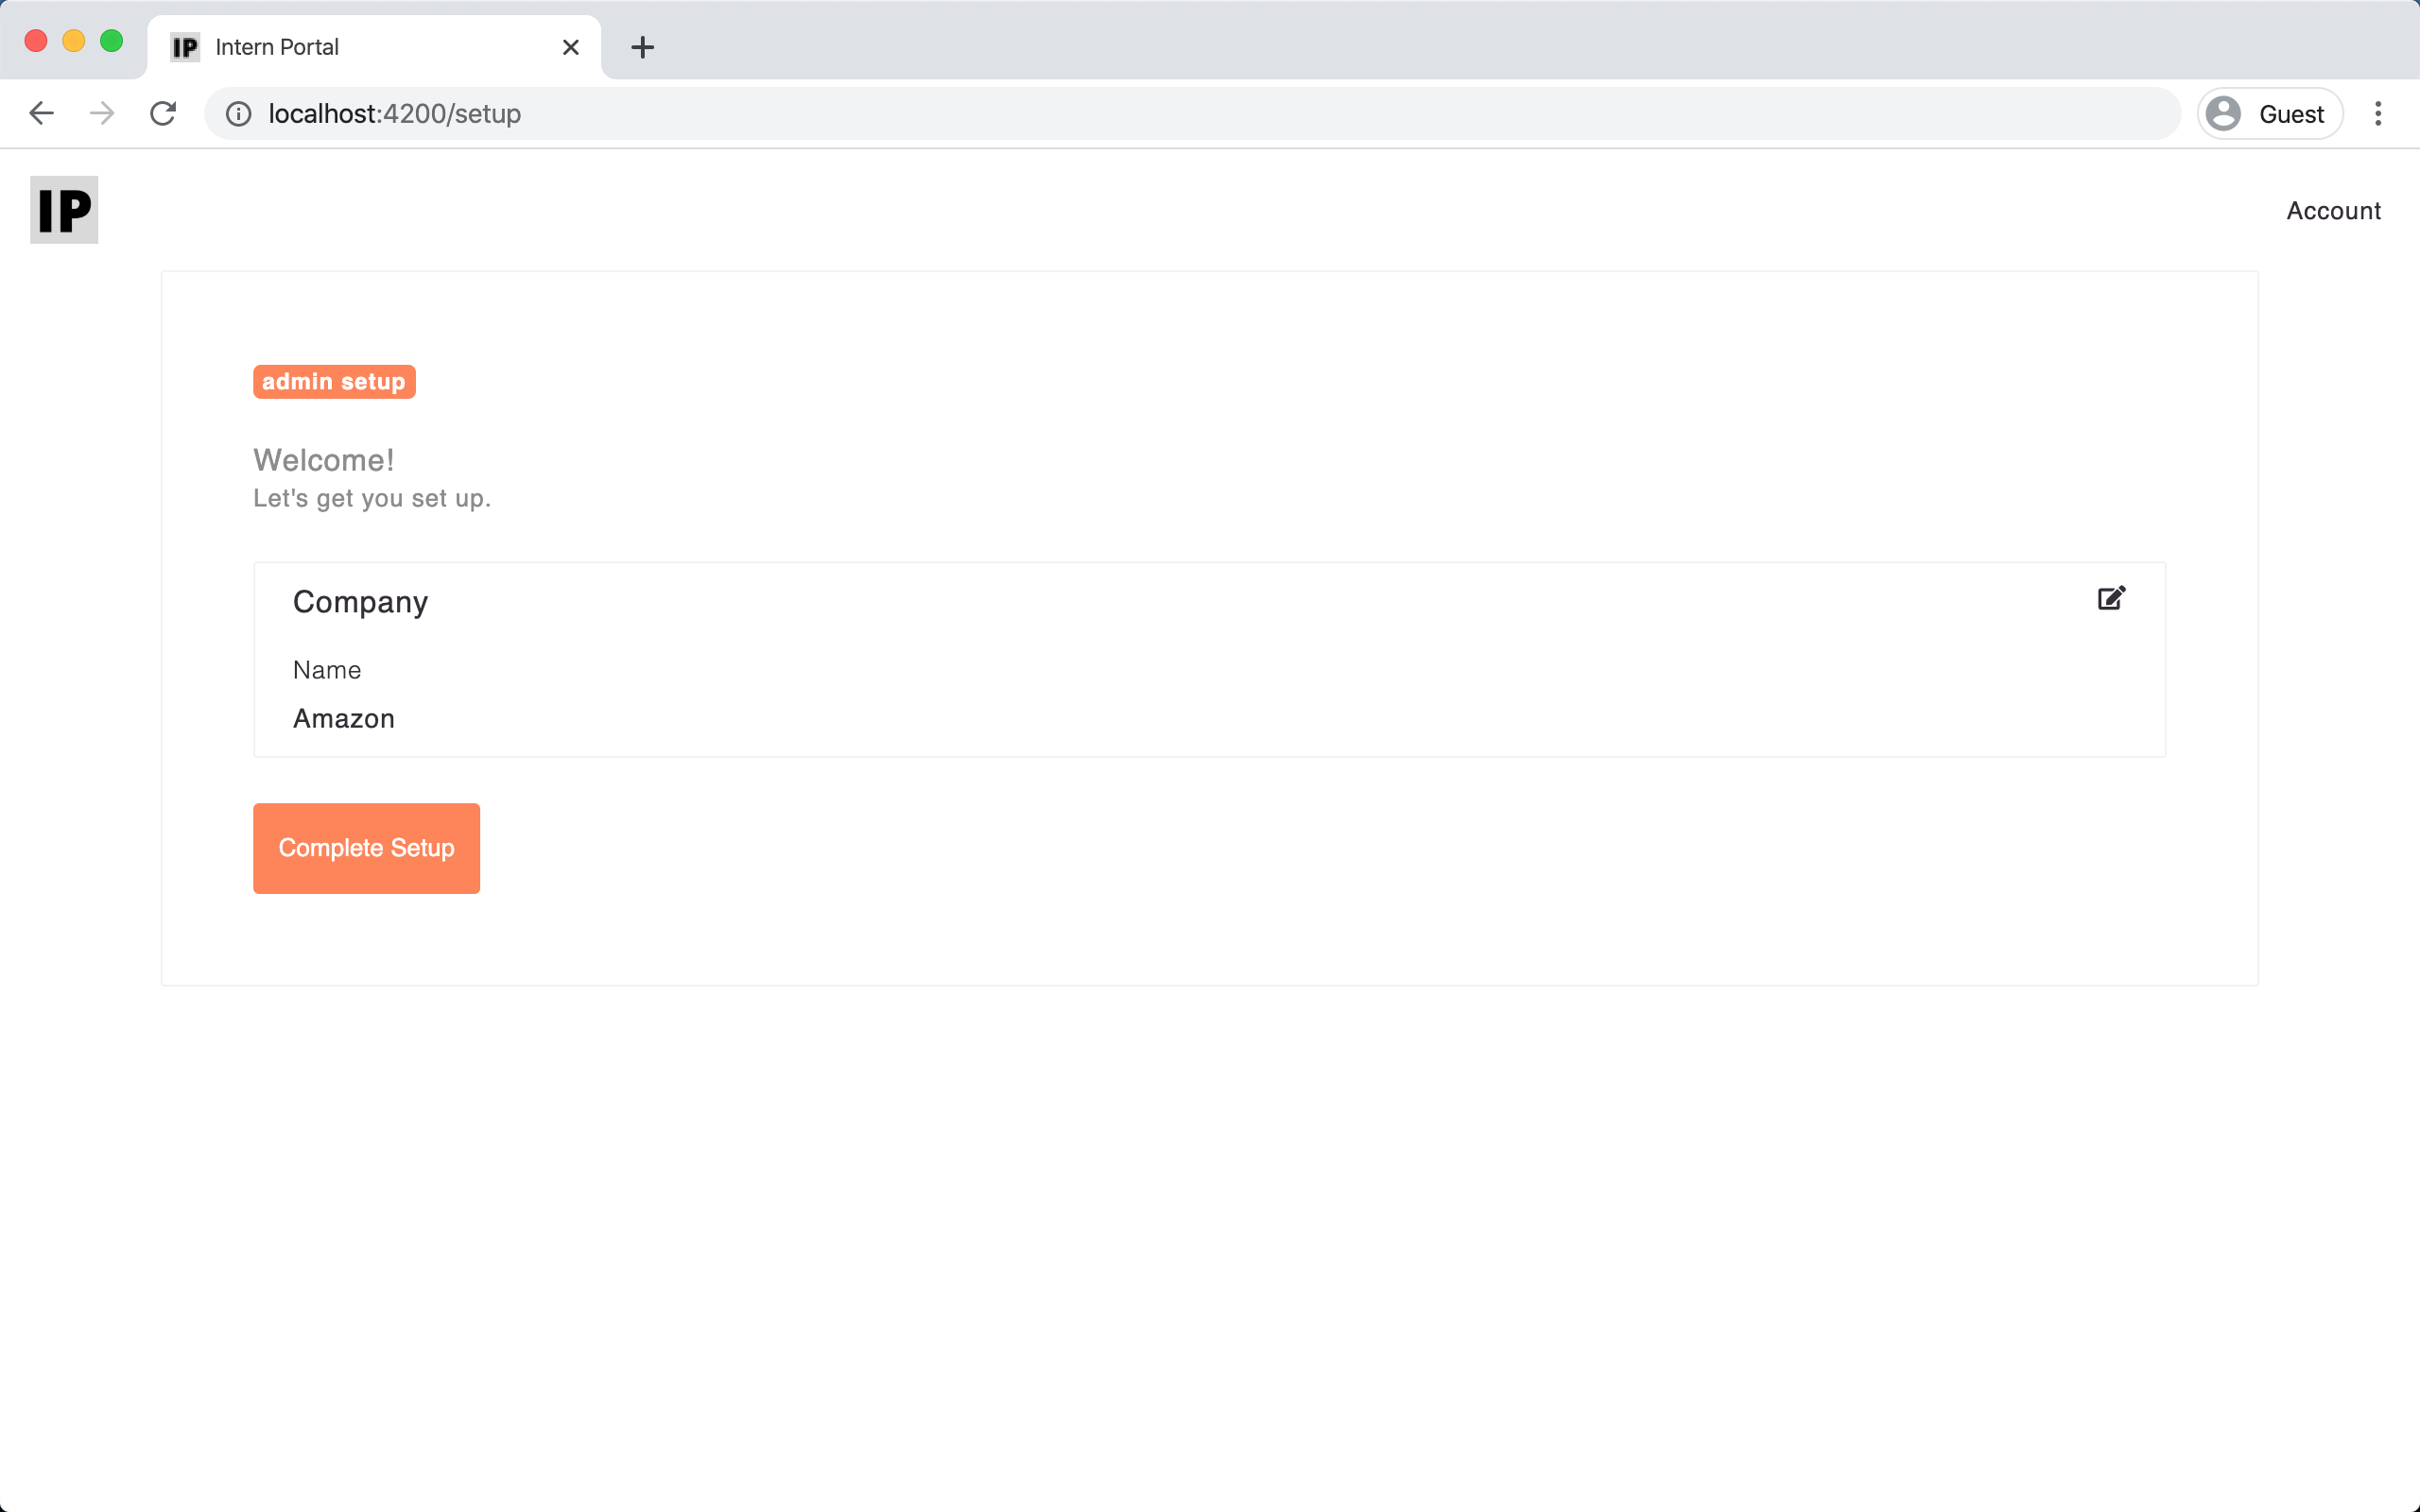 IP Intern Portal
localhost:4200/setup
Guest
IP
Account
admin setup
Welcome!
Let's get you set up.
Company
Name
Amazon
Complete Setup